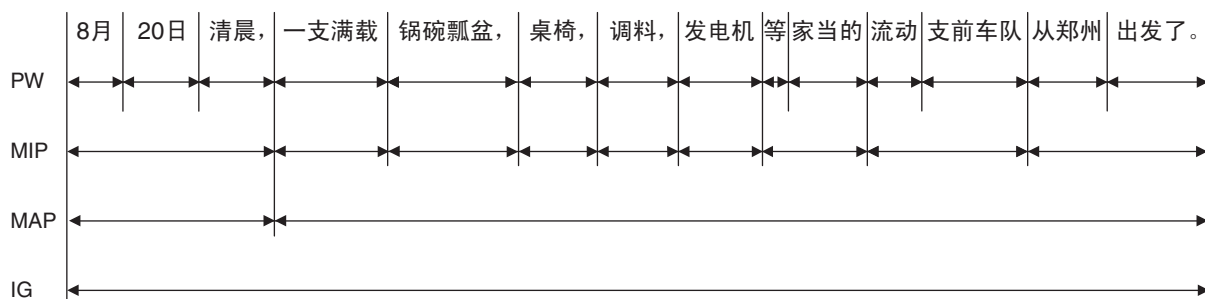 8月 20日 清晨， 一支满载 锅碗瓢盆， 桌椅， 调料， 发电机 等 家当的 流动 支前车队 从郑州 出发了。
PW
MIP
MAP
IG